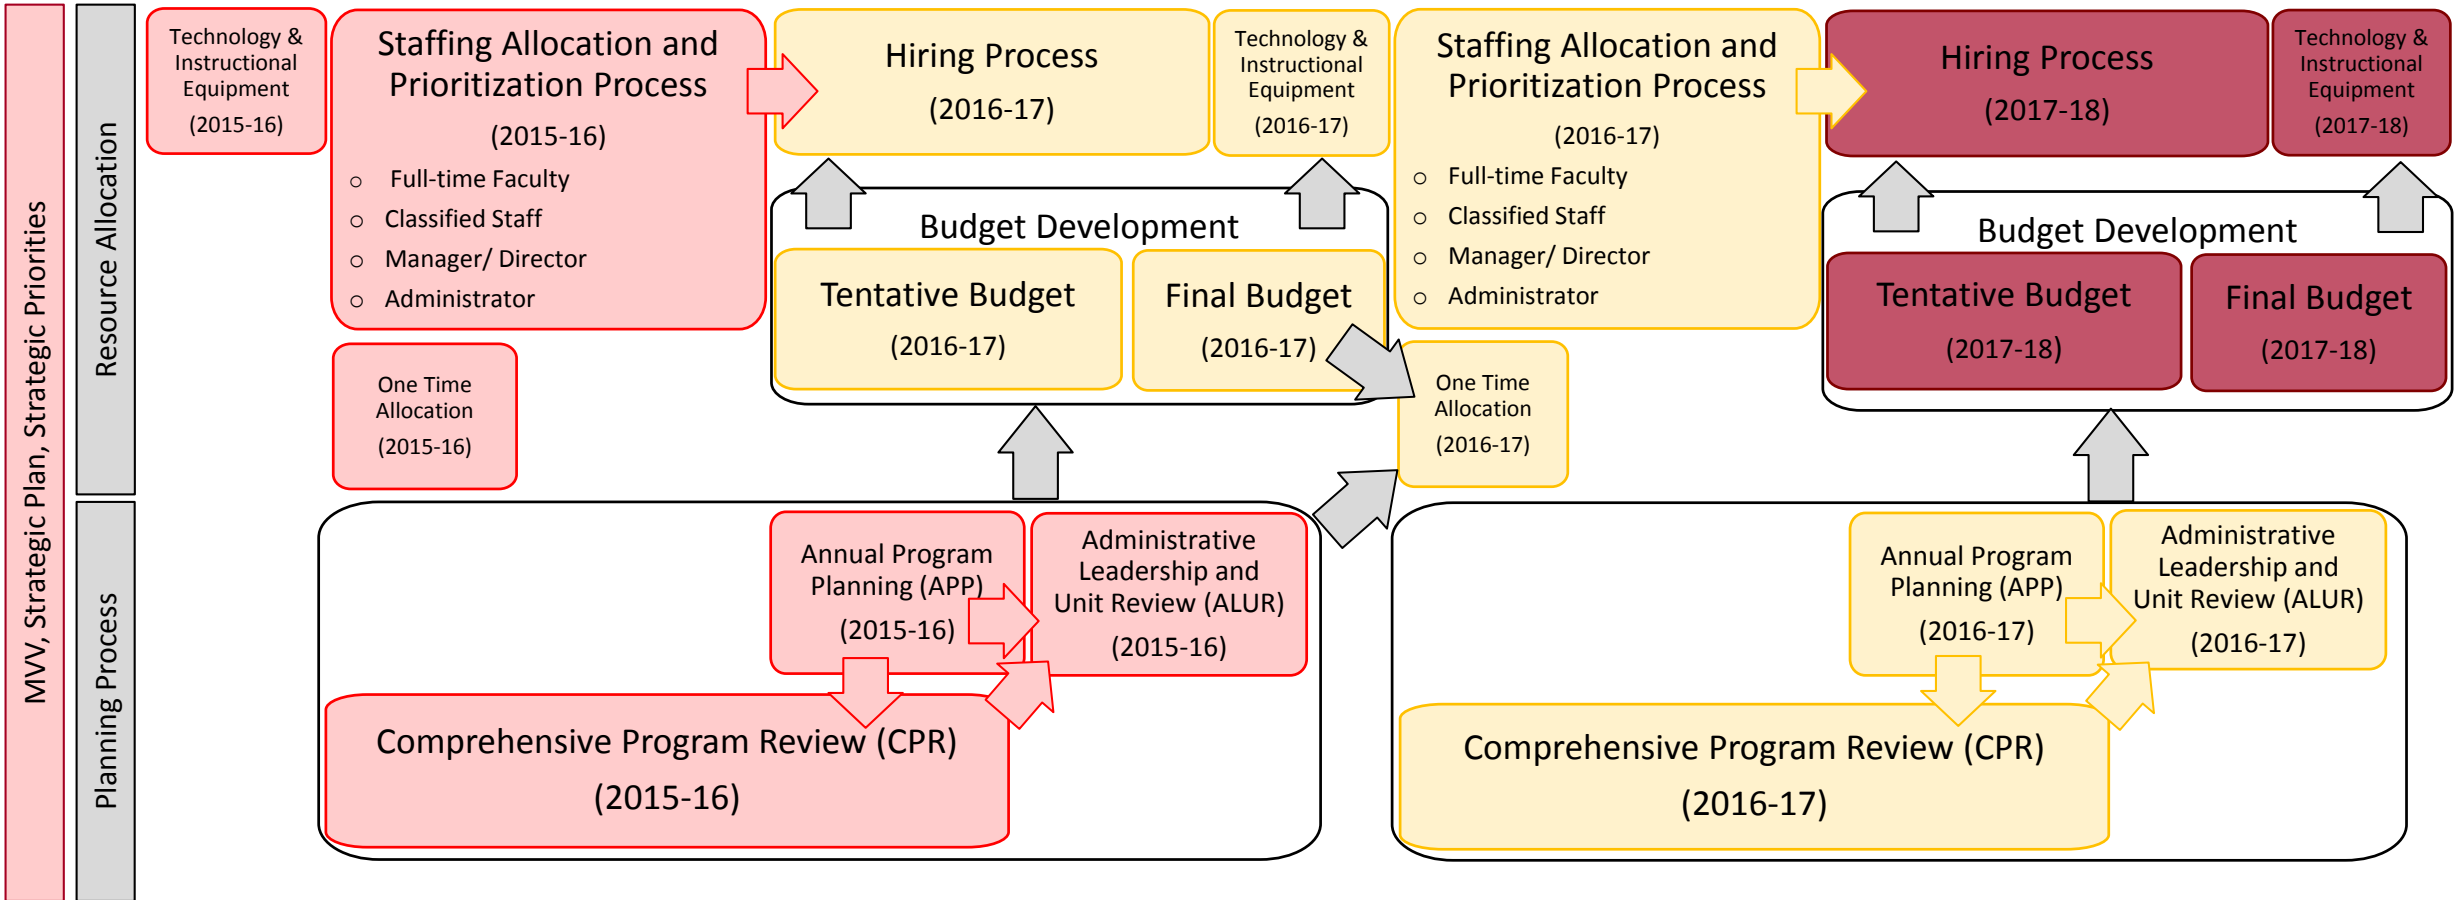 MVV, Strategic Plan, Strategic Priorities
Resource Allocation
Planning Process
Technology &
Instructional
Equipment
(2015-16)
Staffing Allocation and
Prioritization Process
(2015-16)
o Full-time Faculty
o Classified Staff
o Manager/ Director
o Administrator
One Time
Allocation
(2015-16)
Hiring Process
(2016-17)
Technology &
Instructional
Equipment
(2016-17)
Budget Development
Tentative Budget
(2016-17)
Final Budget
(2016-17)
Staffing Allocation and
Prioritization Process
(2016-17)
o Full-time Faculty
o Classified Staff
o Manager/ Director
o Administrator
One Time
Allocation
(2016-17)
Hiring Process
(2017-18)
Technology &
Instructional
Equipment
(2017-18)
Budget Development
Tentative Budget
(2017-18)
Final Budget
(2017-18)
Annual Program
Planning (APP)
(2015-16)
Administrative
Leadership and
Unit Review (ALUR)
(2015-16)
Comprehensive Program Review (CPR)
(2015-16)
Annual Program
Planning (APP)
(2016-17)
Administrative
Leadership and
Unit Review (ALUR)
(2016-17)
Comprehensive Program Review (CPR)
(2016-17)